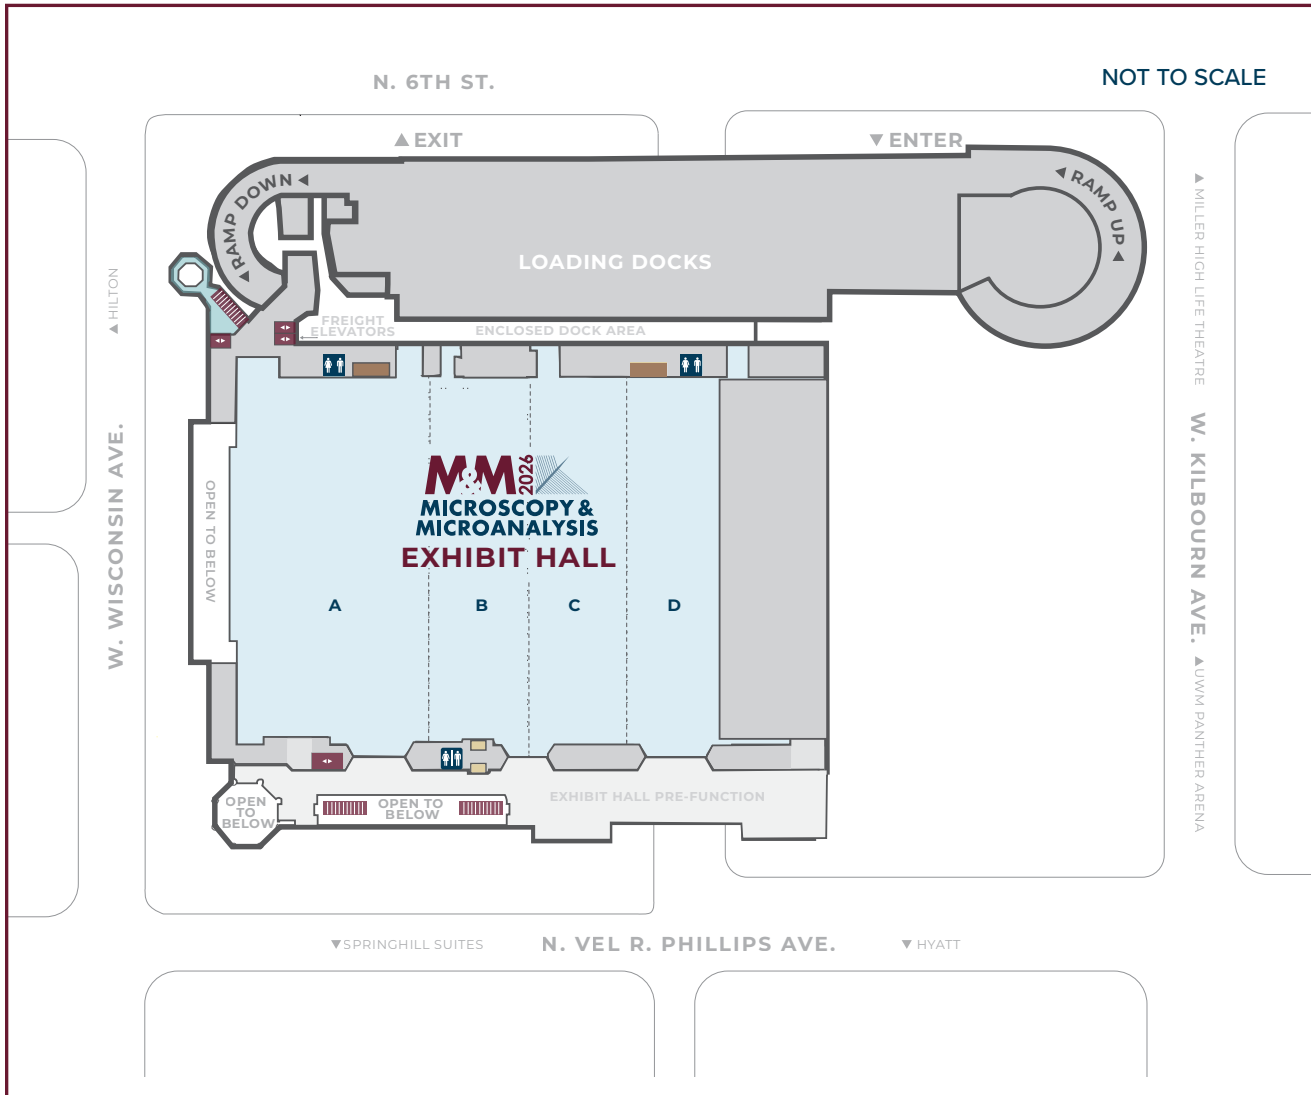 N. 6TH ST.
NOT TO SCALE
▲ EXIT
▼ ENTER
RAMP DOWN ◀
◀
◀ RAMP UP ▲
▲ MILLER HIGH LIFE THEATRE
LOADING DOCKS
▲ HILTON
FREIGHT
ELEVATORS
ENCLOSED DOCK AREA
W. WISCONSIN AVE.
OPEN TO BELOW
M&M 2026
MICROSCOPY &
MICROANALYSIS
EXHIBIT HALL
W. KILBOURN AVE.
A
B
C
D
▲ UWM PANTHER ARENA
OPEN
TO
BELOW
OPEN TO
BELOW
EXHIBIT HALL PRE-FUNCTION
▼ SPRINGHILL SUITES
N. VEL R. PHILLIPS AVE.
▼ HYATT